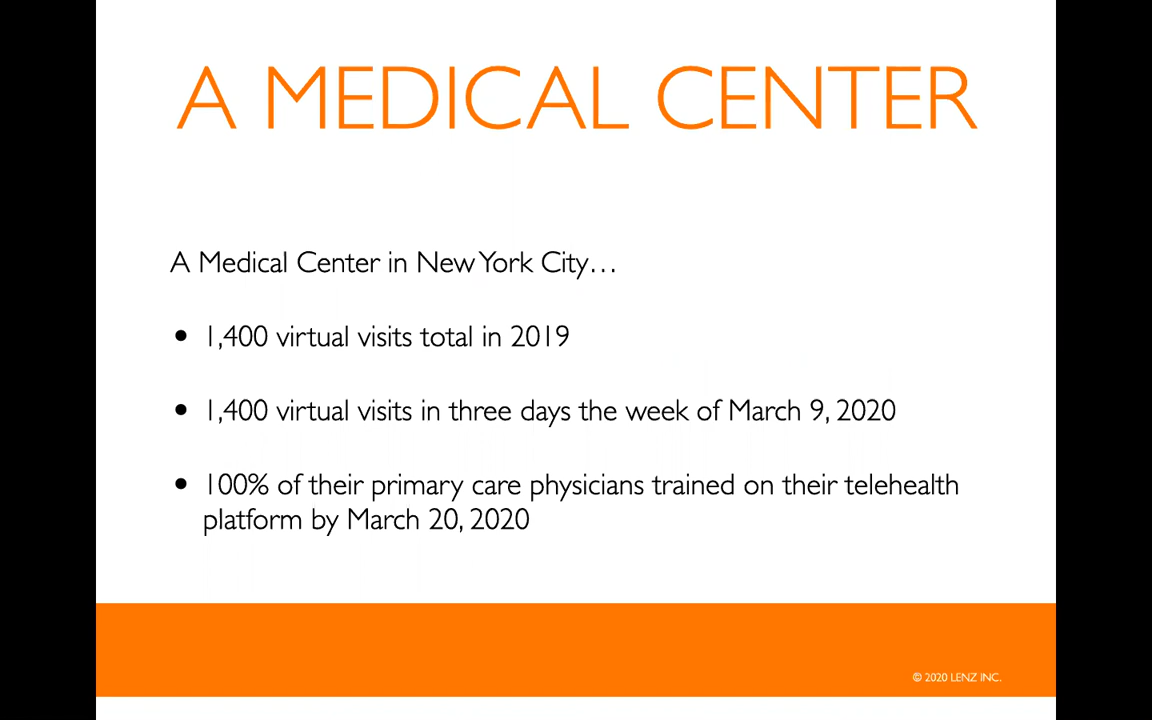 A MEDICAL CENTER
A Medical Center in New York City…
• 1,400 virtual visits total in 2019
• 1,400 virtual visits in three days the week of March 9, 2020
• 100% of their primary care physicians trained on their telehealth
platform by March 20, 2020
© 2020 LENZ INC.